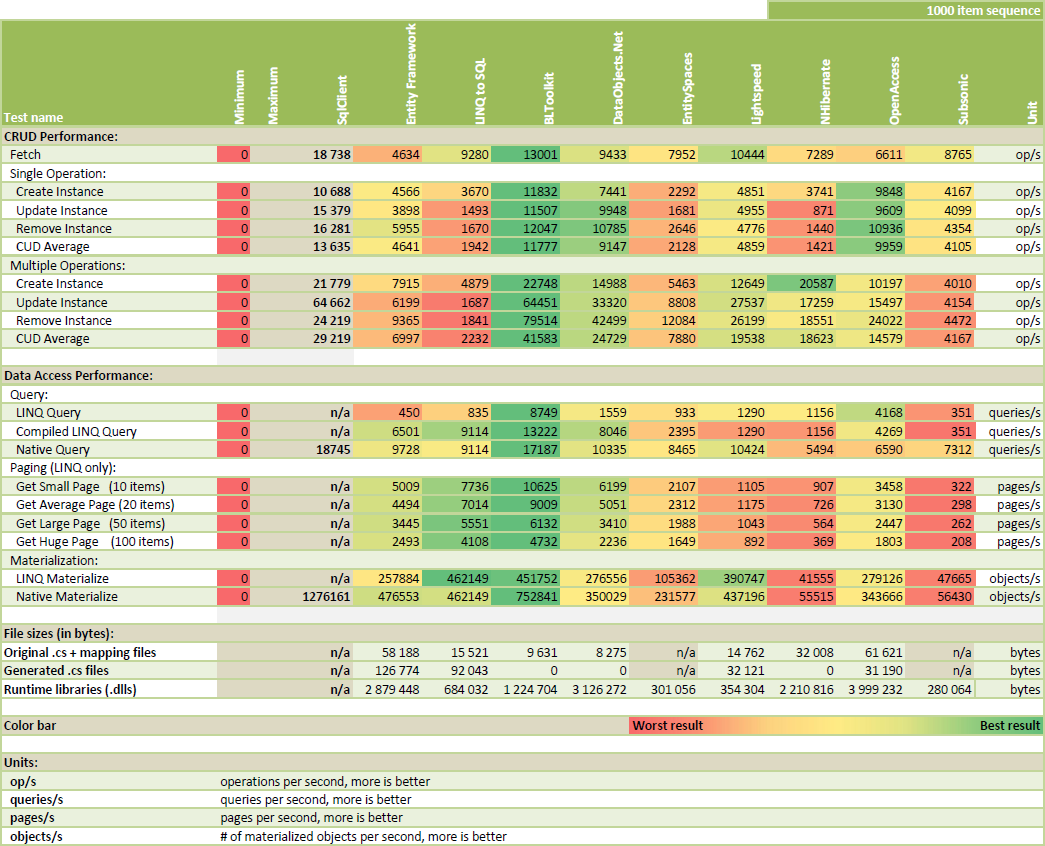 1000 item sequence
Test name Minimum Maximum SqlClient Entity Framework LINQ to SQL BLToolkit DataObjects.Net EntitySpaces Lightspeed NHibernate OpenAccess Subsonic Unit
CRUD Performance:
Fetch 0 18 738 4634 9280 13001 9433 7952 10444 7289 6611 8765 op/s
Single Operation:
Create Instance 0 10 688 4566 3670 11832 7441 2292 4851 3741 9848 4167 op/s
Update Instance 0 15 379 3898 1493 11507 9948 1681 4955 871 9609 4099 op/s
Remove Instance 0 16 281 5955 1670 12047 10785 2646 4776 1440 10936 4354 op/s
CUD Average 0 13 635 4641 1942 11777 9147 2128 4859 1421 9959 4105 op/s
Multiple Operations:
Create Instance 0 21 779 7915 4879 22748 14988 5463 12649 20587 10197 4010 op/s
Update Instance 0 64 662 6199 1687 64451 33320 8808 27537 17259 15497 4154 op/s
Remove Instance 0 24 219 9365 1841 79514 42499 12084 26199 18551 24022 4472 op/s
CUD Average 0 29 219 6997 2232 41583 24729 7880 19538 18623 14579 4167 op/s
Data Access Performance:
Query:
LINQ Query 0 n/a 450 835 8749 1559 933 1290 1156 4168 351 queries/s
Compiled LINQ Query 0 n/a 6501 9114 13222 8046 2395 1290 1156 4269 351 queries/s
Native Query 0 18745 9728 9114 17187 10335 8465 10424 5494 6590 7312 queries/s
Paging (LINQ only):
Get Small Page (10 items) 0 n/a 5009 7736 10625 6199 2107 1105 907 3458 322 pages/s
Get Average Page (20 items) 0 n/a 4494 7014 9009 5051 2312 1175 726 3130 298 pages/s
Get Large Page (50 items) 0 n/a 3445 5551 6132 3410 1988 1043 564 2447 262 pages/s
Get Huge Page (100 items) 0 n/a 2493 4108 4732 2236 1649 892 369 1803 208 pages/s
Materialization:
LINQ Materialize 0 n/a 257884 462149 451752 276556 105362 390747 41555 279126 47665 objects/s
Native Materialize 0 1276161 476553 462149 752841 350029 231577 437196 55515 343666 56430 objects/s
File sizes (in bytes):
Original .cs + mapping files n/a 58 188 15 521 9 631 8 275 n/a 14 762 32 008 61 621 n/a bytes
Generated .cs files n/a 126 774 92 043 0 0 n/a 32 121 0 31 190 n/a bytes
Runtime libraries (.dlls) n/a 2 879 448 684 032 1 224 704 3 126 272 301 056 354 304 2 210 816 3 999 232 280 064 bytes
Color bar Worst result Best result
Units:
op/s operations per second, more is better
queries/s queries per second, more is better
pages/s pages per second, more is better
objects/s # of materialized objects per second, more is better